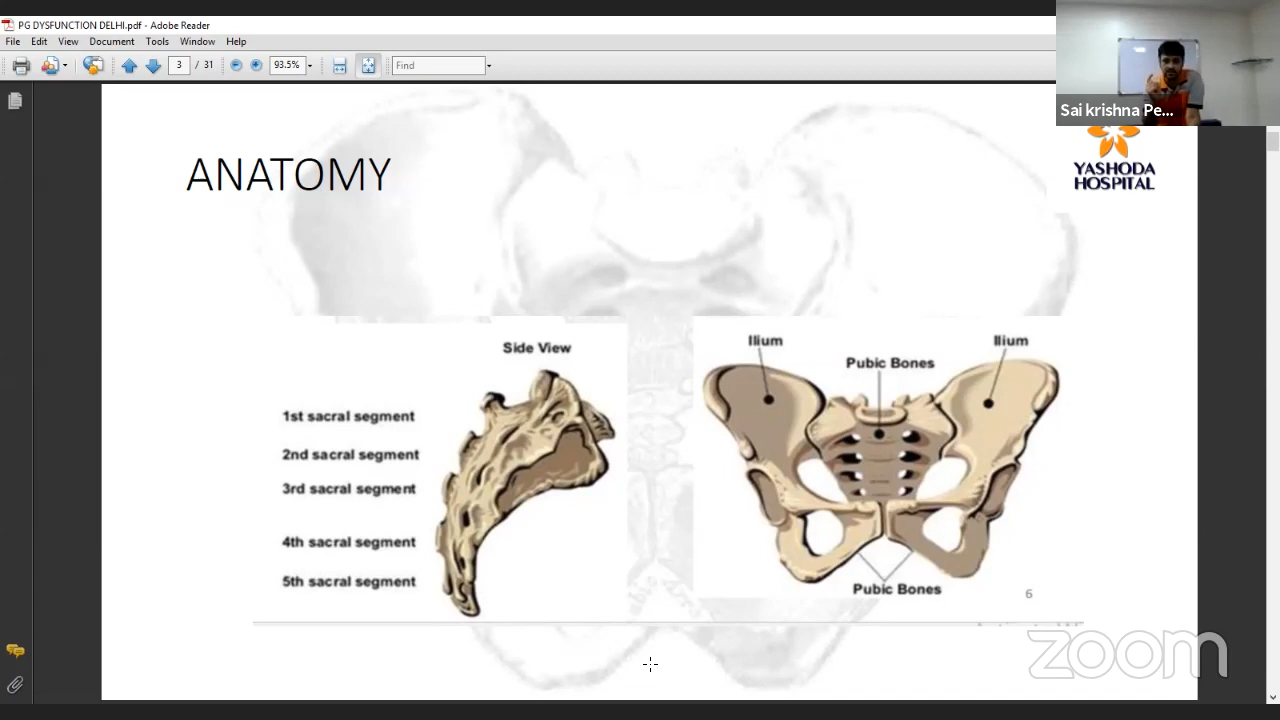 PG DYSFUNCTION DELHI.pdf - Adobe Reader
File Edit View Document Tools Window Help
3 / 31 93.5% Find
Sai krishna Pe...
YASHODA
HOSPITAL
ANATOMY
Side View
1st sacral segment
2nd sacral segment
3rd sacral segment
4th sacral segment
5th sacral segment
Ilium
Ilium
Pubic Bones
Pubic Bones
6
zoom